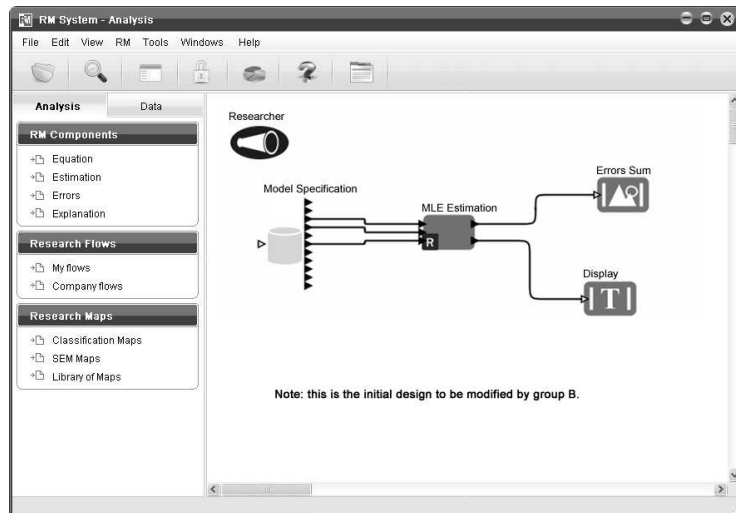 RM RM System - Analysis
File Edit View RM Tools Windows Help
Analysis Data
RM Components
Equation
Estimation
Errors
Explanation
Research Flows
My flows
Company flows
Research Maps
Classification Maps
SEM Maps
Library of Maps
Researcher
Model Specification
MLE Estimation
R
Errors Sum
Display
T
Note: this is the initial design to be modified by group B.